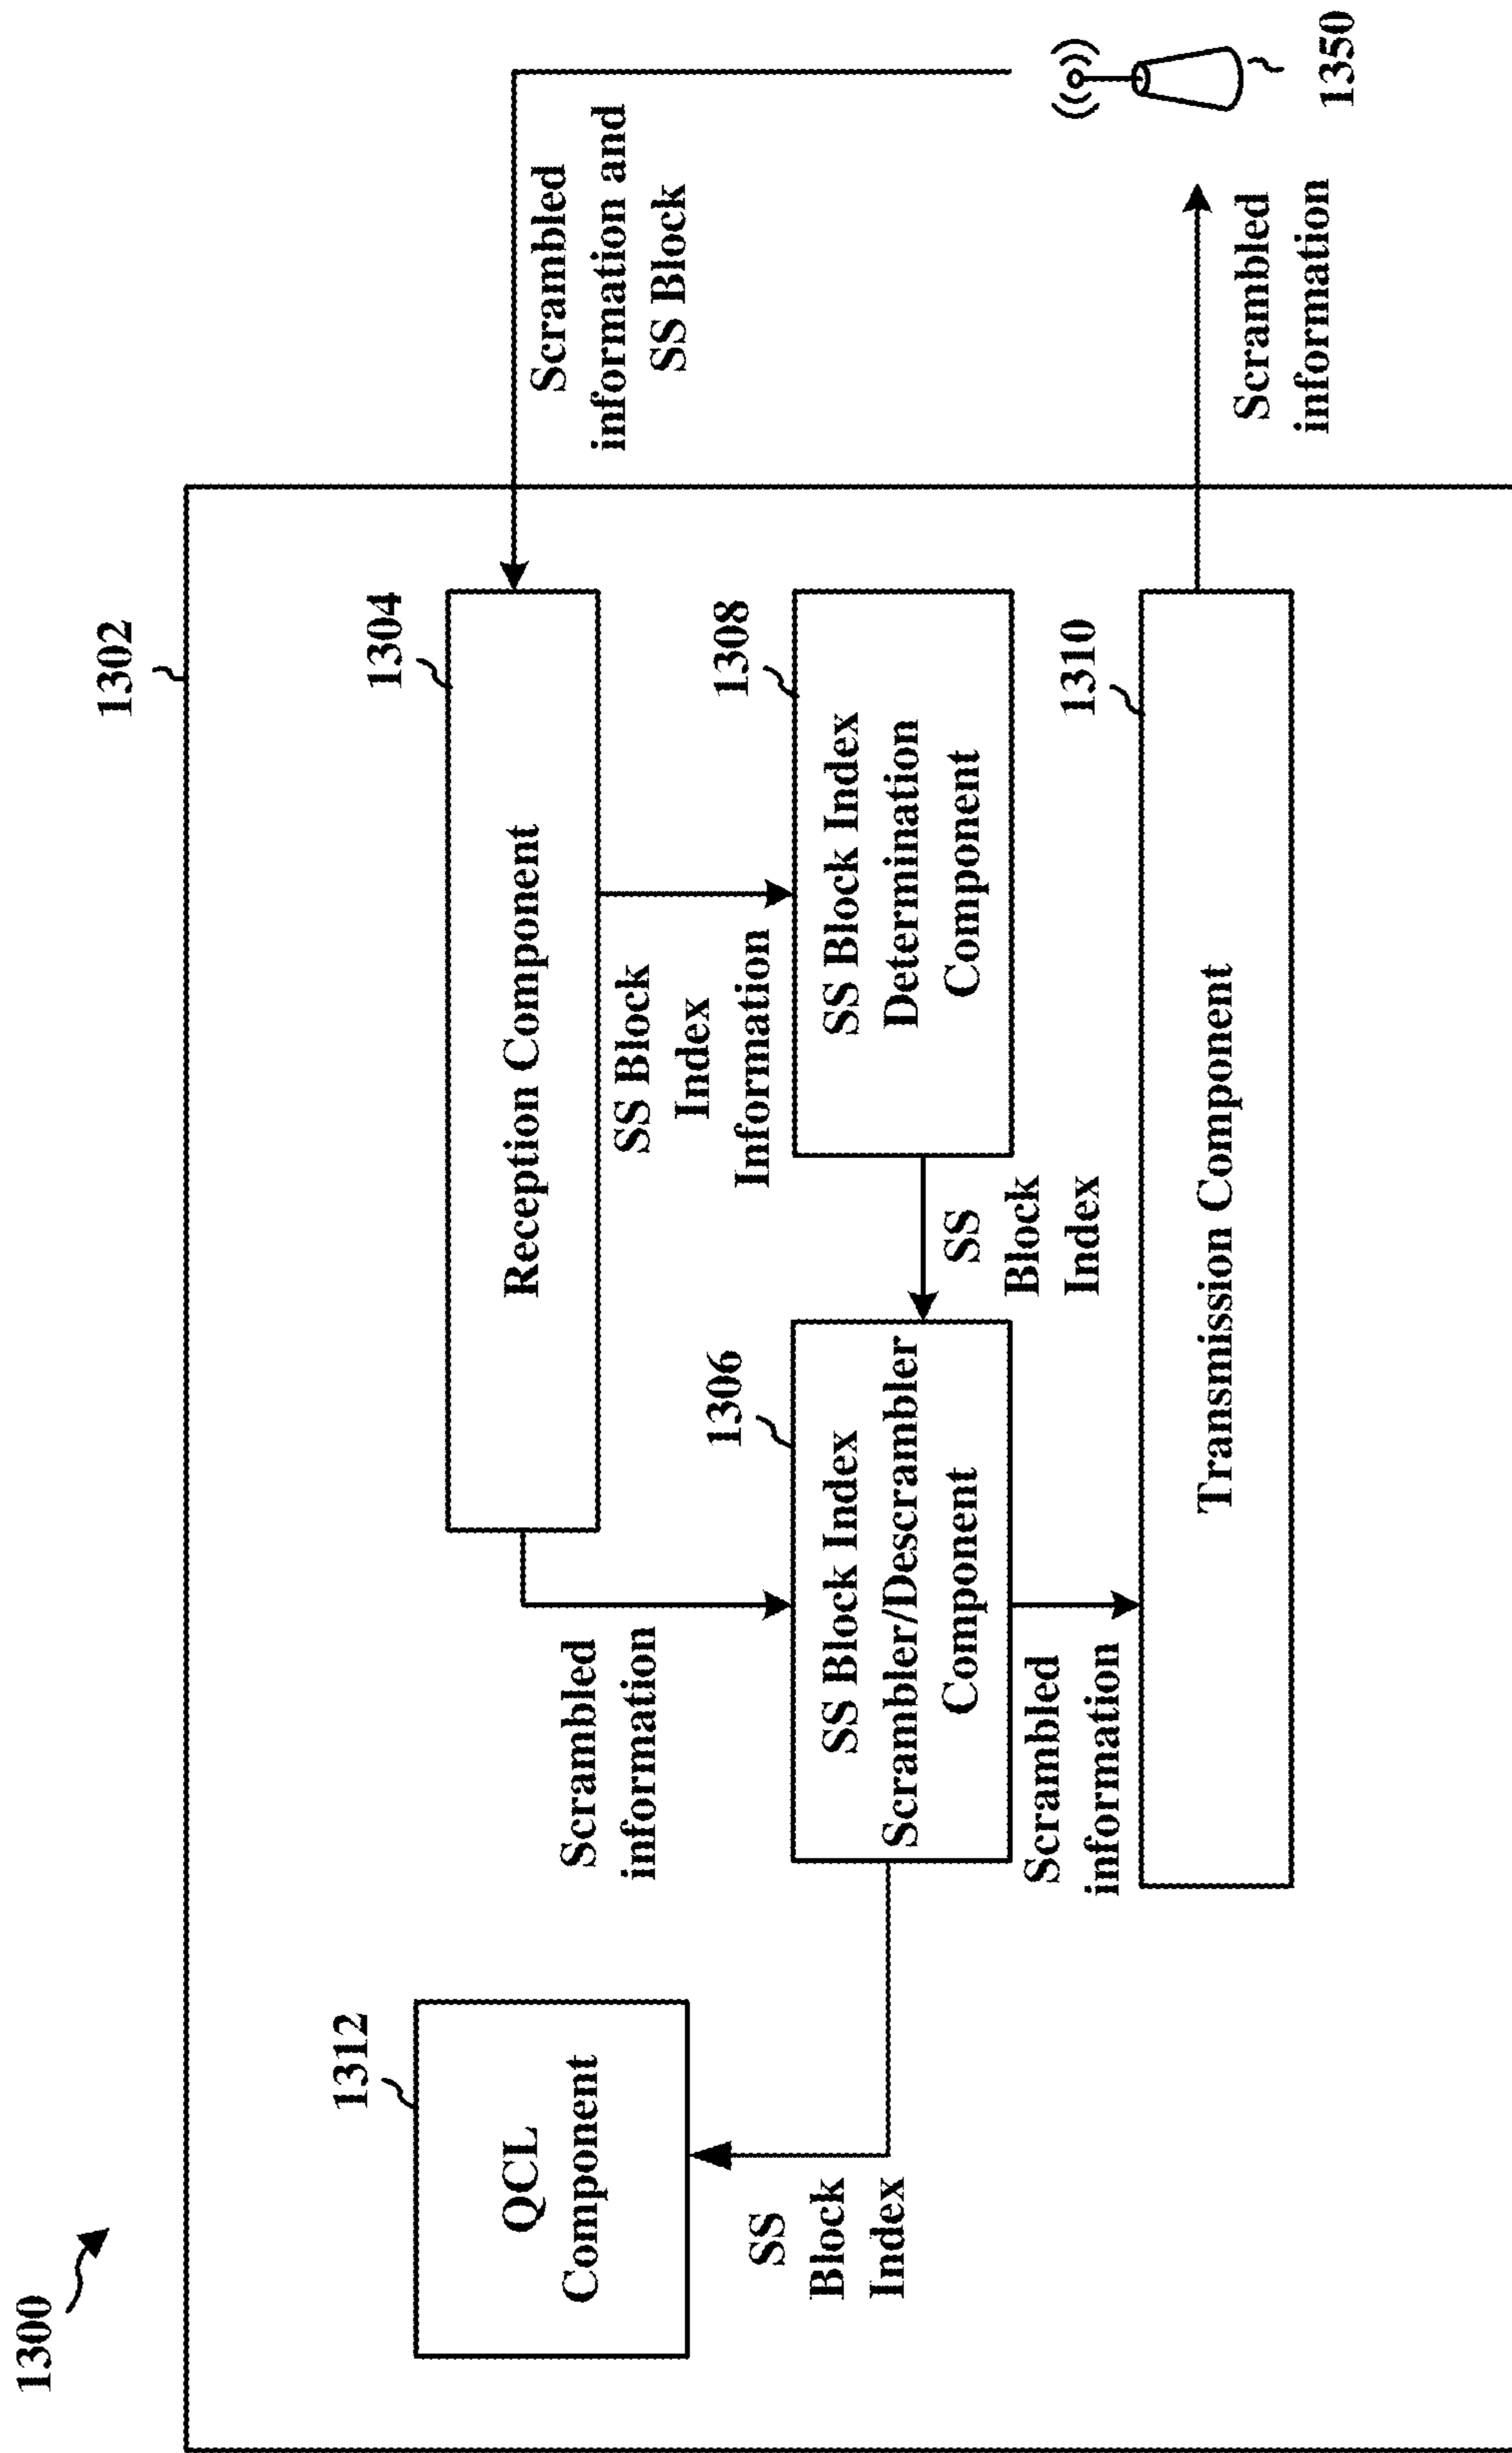 1300
1302
1312
QCL
Component
SS
Block
Index
1304
Reception Component
Scrambled
information
SS Block
Index
Information
1306
SS Block Index
Scrambler/Descrambler
Component
1308
SS Block Index
Determination
Component
SS
Block
Index
Scrambled
information
1310
Transmission Component
Scrambled
information and
SS Block
Scrambled
information
1350